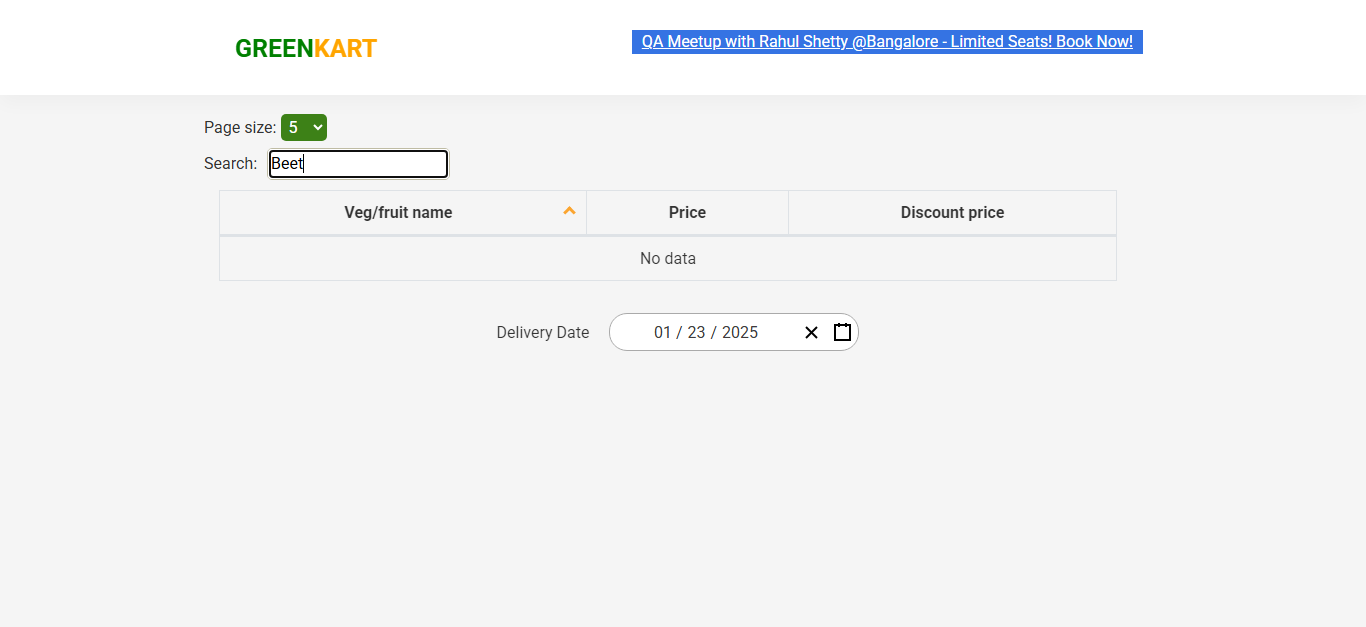 GREENKART
QA Meetup with Rahul Shetty @Bangalore - Limited Seats! Book Now!
Page size: 5
Search: Beet
Veg/fruit name Price Discount price
No data
Delivery Date 01 / 23 / 2025